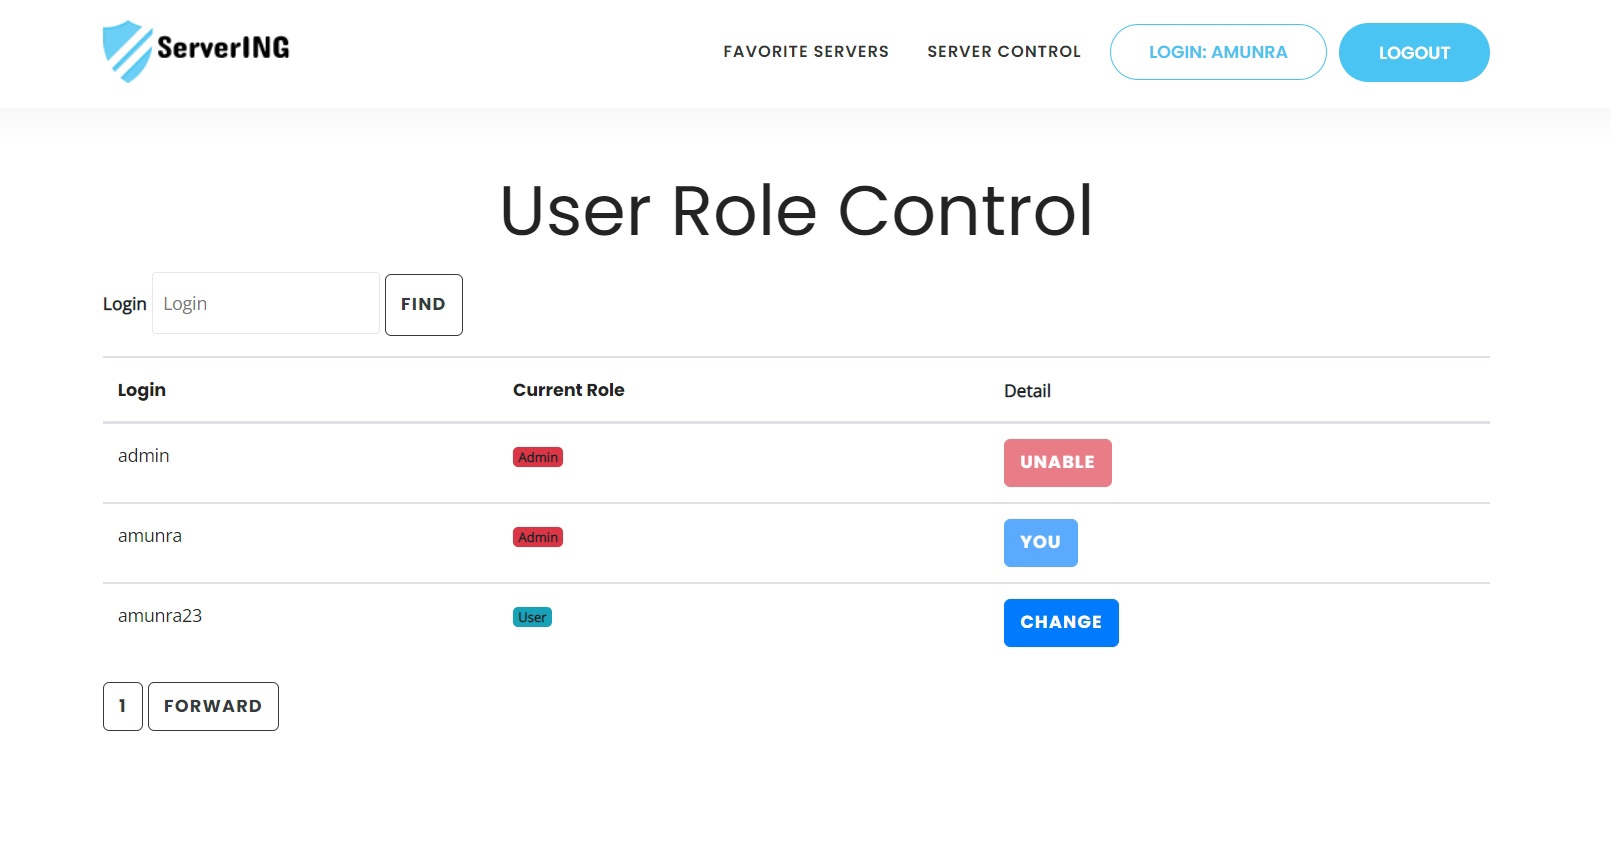 ServerING
FAVORITE SERVERS SERVER CONTROL LOGIN: AMUNRA LOGOUT
User Role Control
Login Login FIND
Login Current Role Detail
admin Admin UNABLE
amunra Admin YOU
amunra23 User CHANGE
1 FORWARD